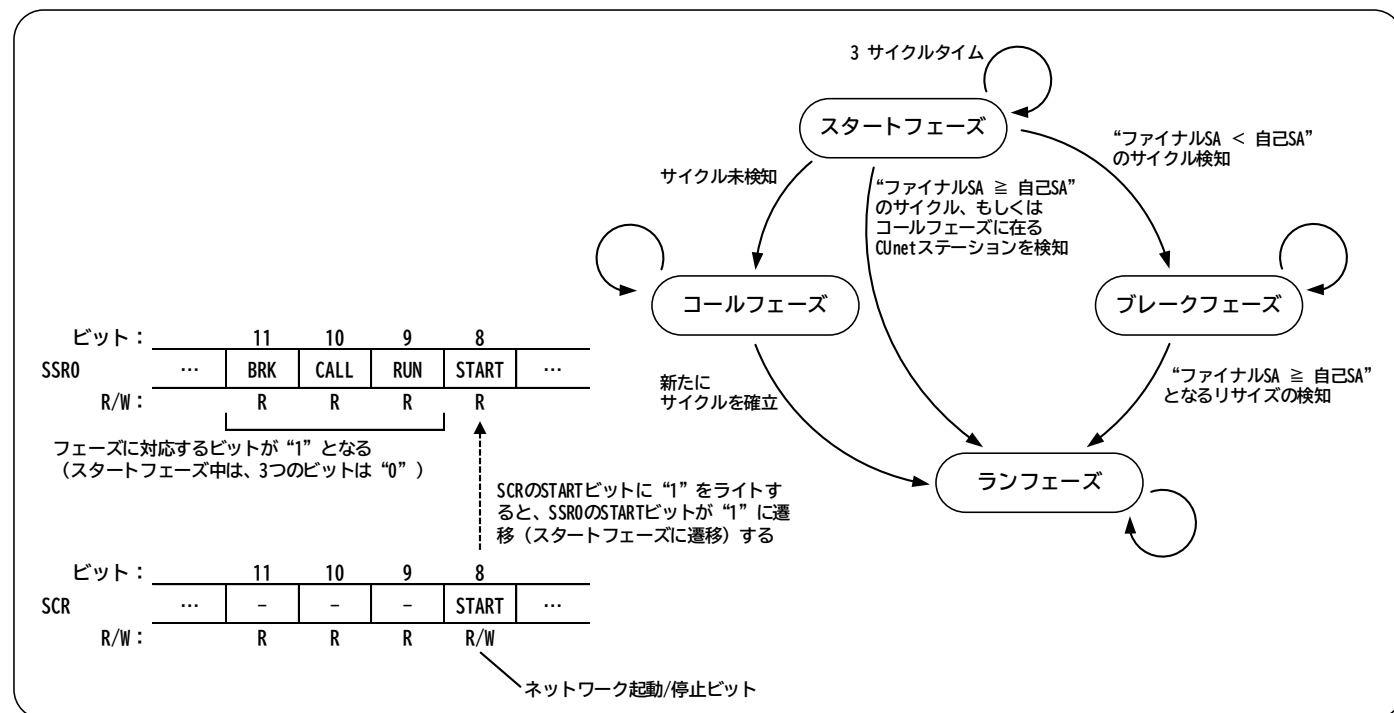 3 サイクルタイム
スタートフェーズ
“ファイナルSA < 自己SA”
のサイクル検知
サイクル未検知
“ファイナルSA ≧ 自己SA”
のサイクル、もしくは
コールフェーズに在る
CUnetステーションを検知
コールフェーズ
ブレークフェーズ
新たに
サイクルを確立
“ファイナルSA ≧ 自己SA”
となるリサイズの検知
ランフェーズ
ビット： 11 10 9 8
SSR0 … BRK CALL RUN START …
R/W： R R R R
フェーズに対応するビットが“1”となる
（スタートフェーズ中は、3つのビットは“0”）
SCRのSTARTビットに“1”をライトす
ると、SSR0のSTARTビットが“1”に遷
移（スタートフェーズに遷移）する
ビット： 11 10 9 8
SCR … – – – START …
R/W： R R R R/W
ネットワーク起動/停止ビット